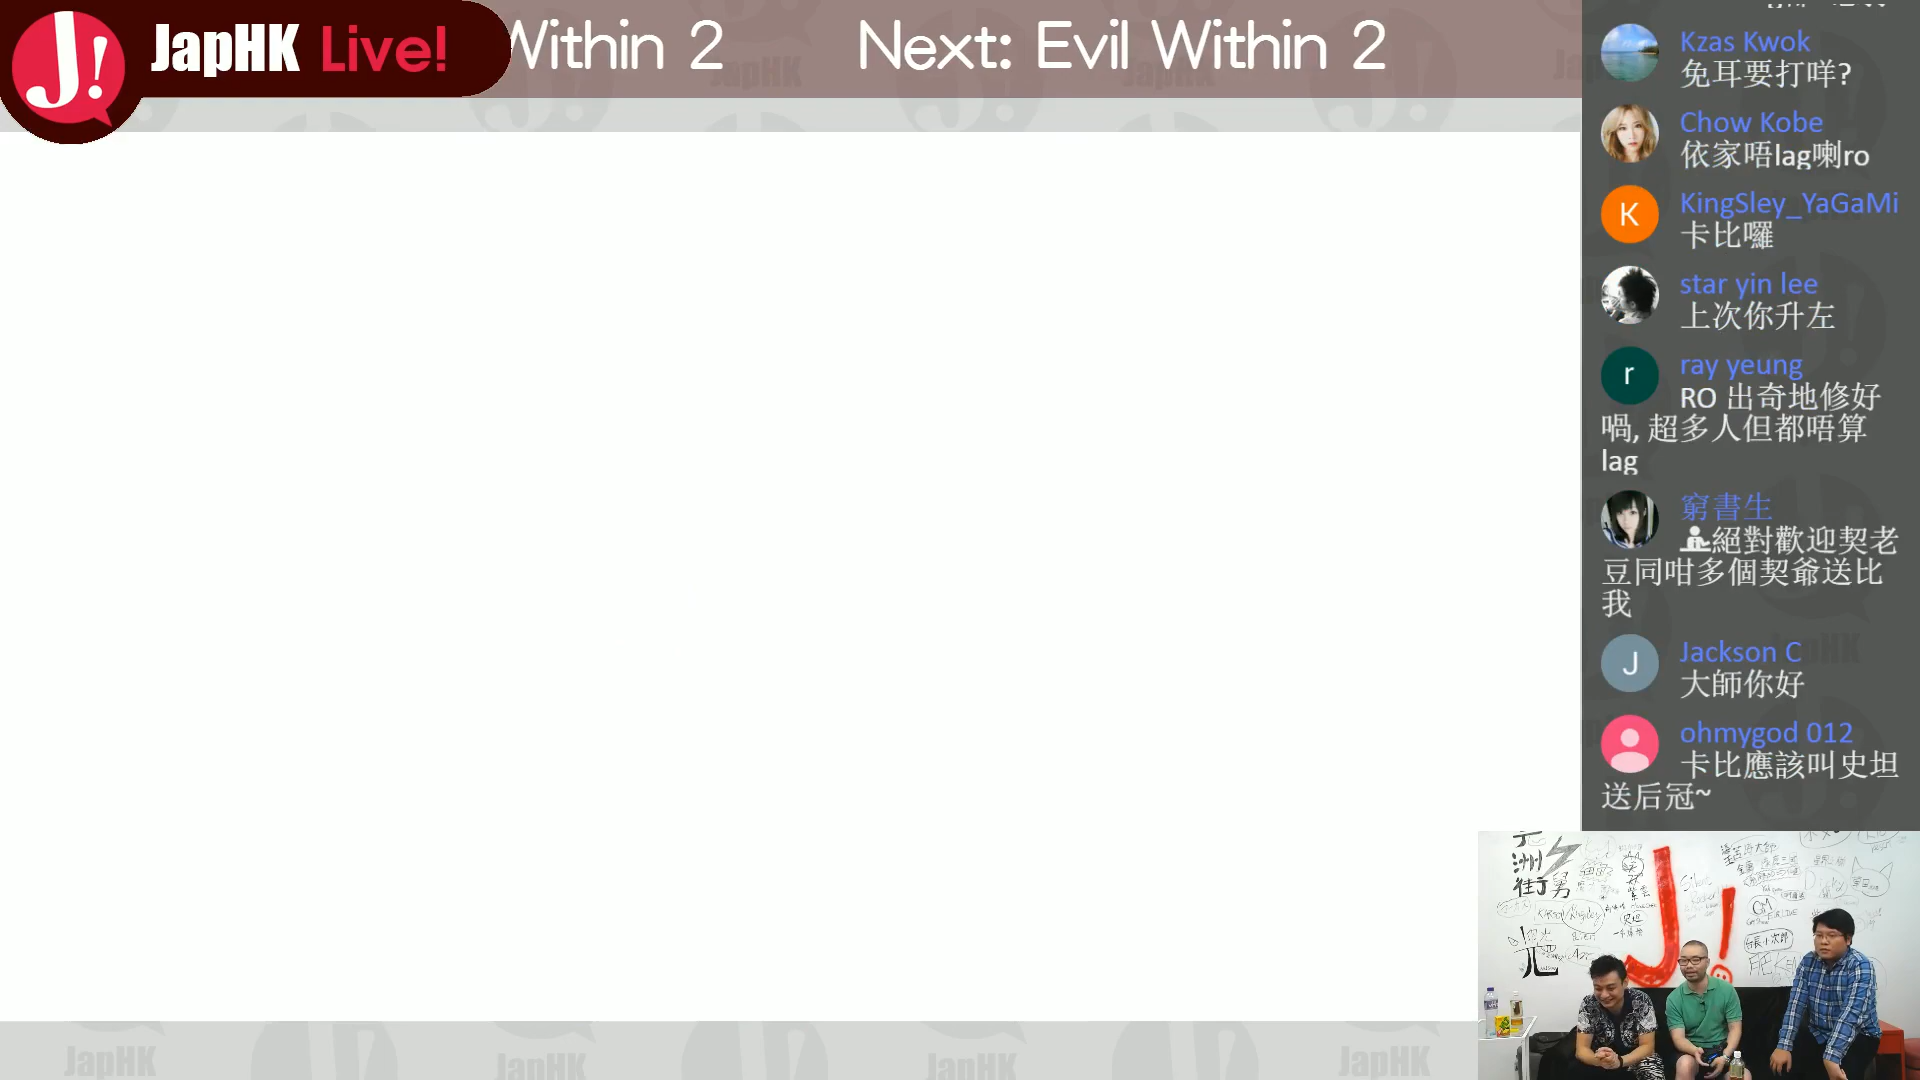 JapHK Live!
Within 2 Next: Evil Within 2
Kzas Kwok
免耳要打咩?
Chow Kobe
依家唔lag喇ro
K
KingSley_YaGaMi
卡比囉
star yin lee
上次你升左
r
ray yeung
RO 出奇地修好
喎, 超多人但都唔算
lag
窮書生
絕對歡迎契老
豆同咁多個契爺送比
我
J
Jackson C
大師你好
ohmygod 012
卡比應該叫史坦
送后冠~
洲
街 舅
J!
JapHK
JapHK
JapHK
JapHK